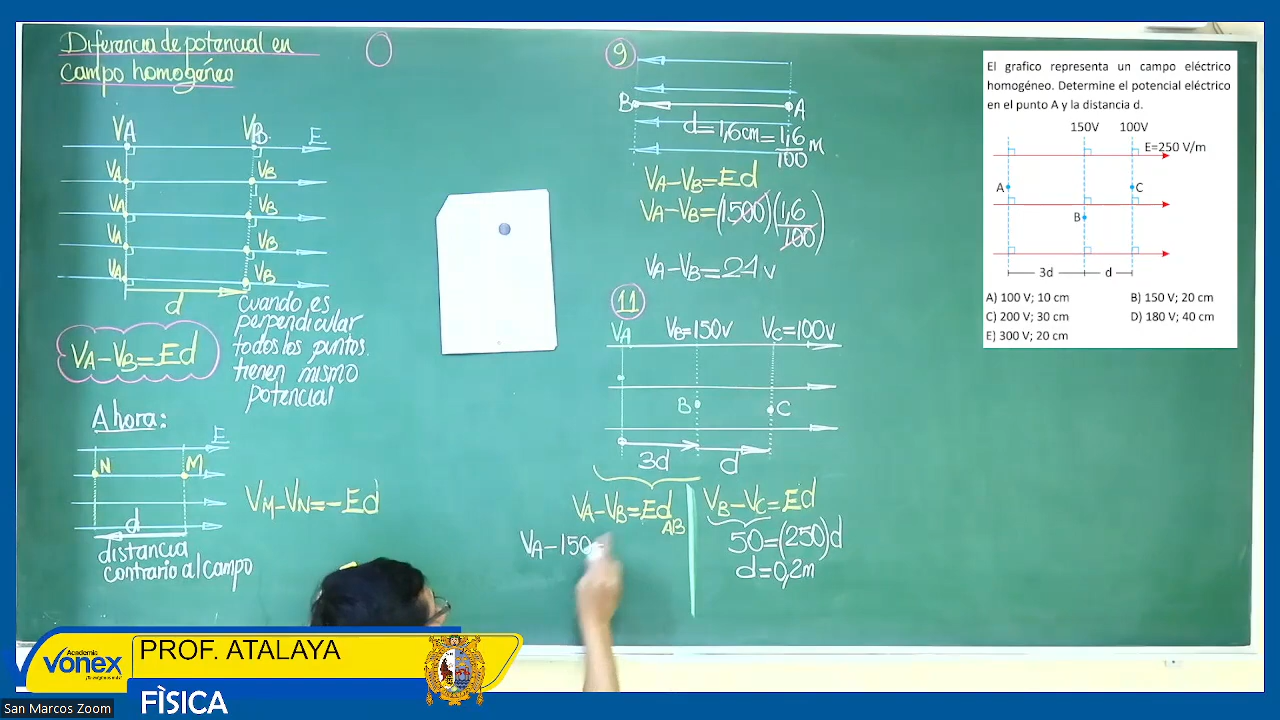 Diferencia de potencial en
campo homogéneo
VA VB E
VA VB
VA VB
VA VB
VA VB
d
cuando es
perpendicular
todos los puntos
tienen mismo
potencial
VA-VB=Ed
Ahora:
E
N M
d
distancia
contrario al campo
VM-VN=-Ed
9
B A
d=1,6cm=1,6/100 M
VA-VB=Ed
VA-VB=(1500)(1,6/100)
VA-VB=24v
11
VA VB=150v VC=100v
B C
3d d
VA-VB=EdAB
VA-150=
VB-VC=Ed
50=(250)d
d=0,2m
El grafico representa un campo eléctrico
homogéneo. Determine el potencial eléctrico
en el punto A y la distancia d.
150V 100V
E=250 V/m
A C
B
3d d
A) 100 V; 10 cm B) 150 V; 20 cm
C) 200 V; 30 cm D) 180 V; 40 cm
E) 300 V; 20 cm
Academia
VONEX
PROF. ATALAYA
FÌSICA
San Marcos Zoom